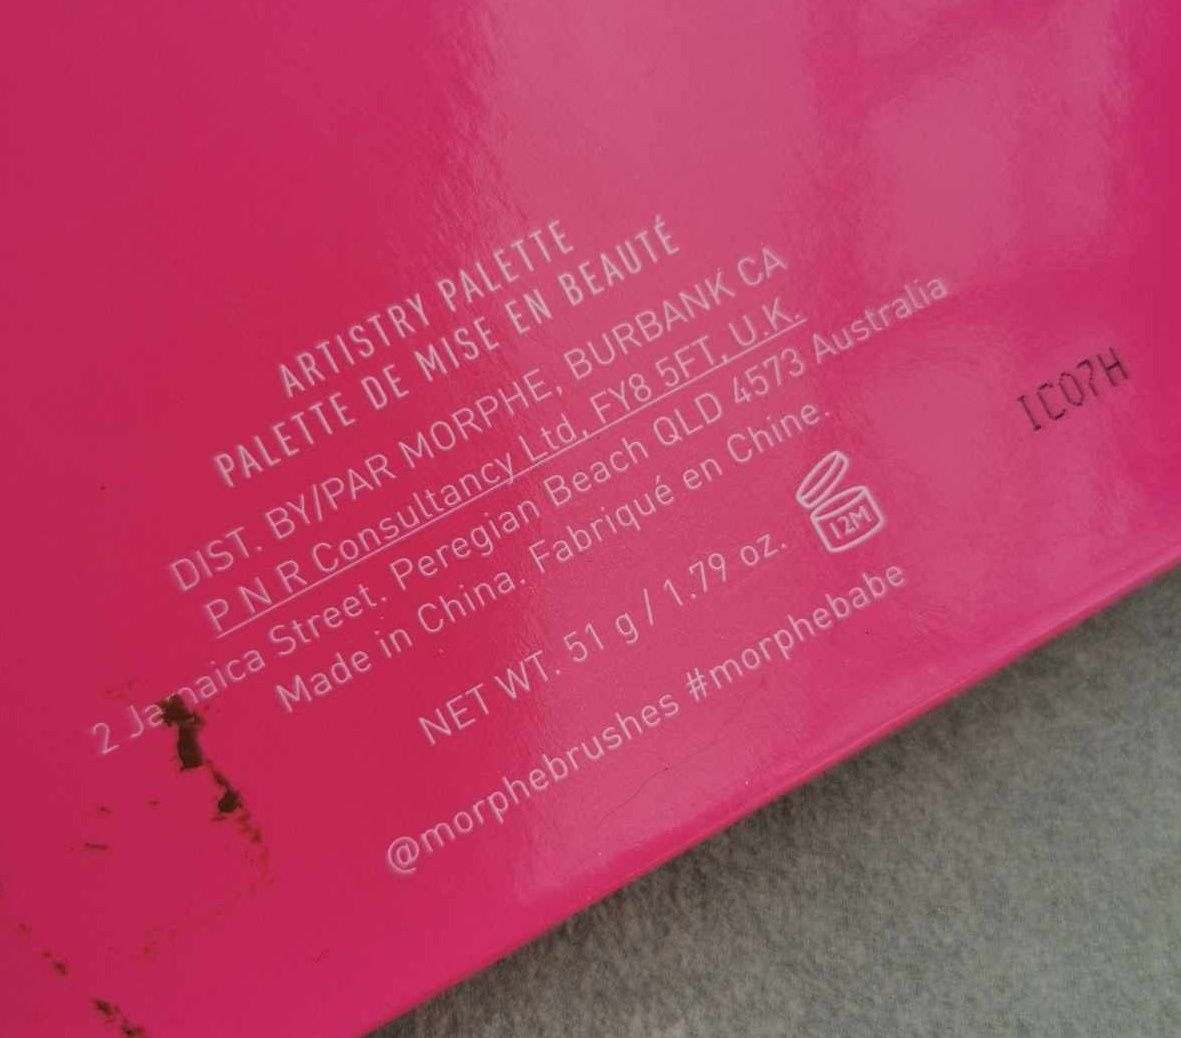 ARTISTRY PALETTE
PALETTE DE MISE EN BEAUTÉ
DIST. BY/PAR MORPHE, BURBANK CA
P N R Consultancy Ltd, FY8 5FT, U.K.
2 Jamaica Street. Peregian Beach QLD 4573 Australia
Made in China. Fabriqué en Chine.
NET WT. 51 g / 1.79 oz.
12M
@morphebrushes #morphebabe
IC07H